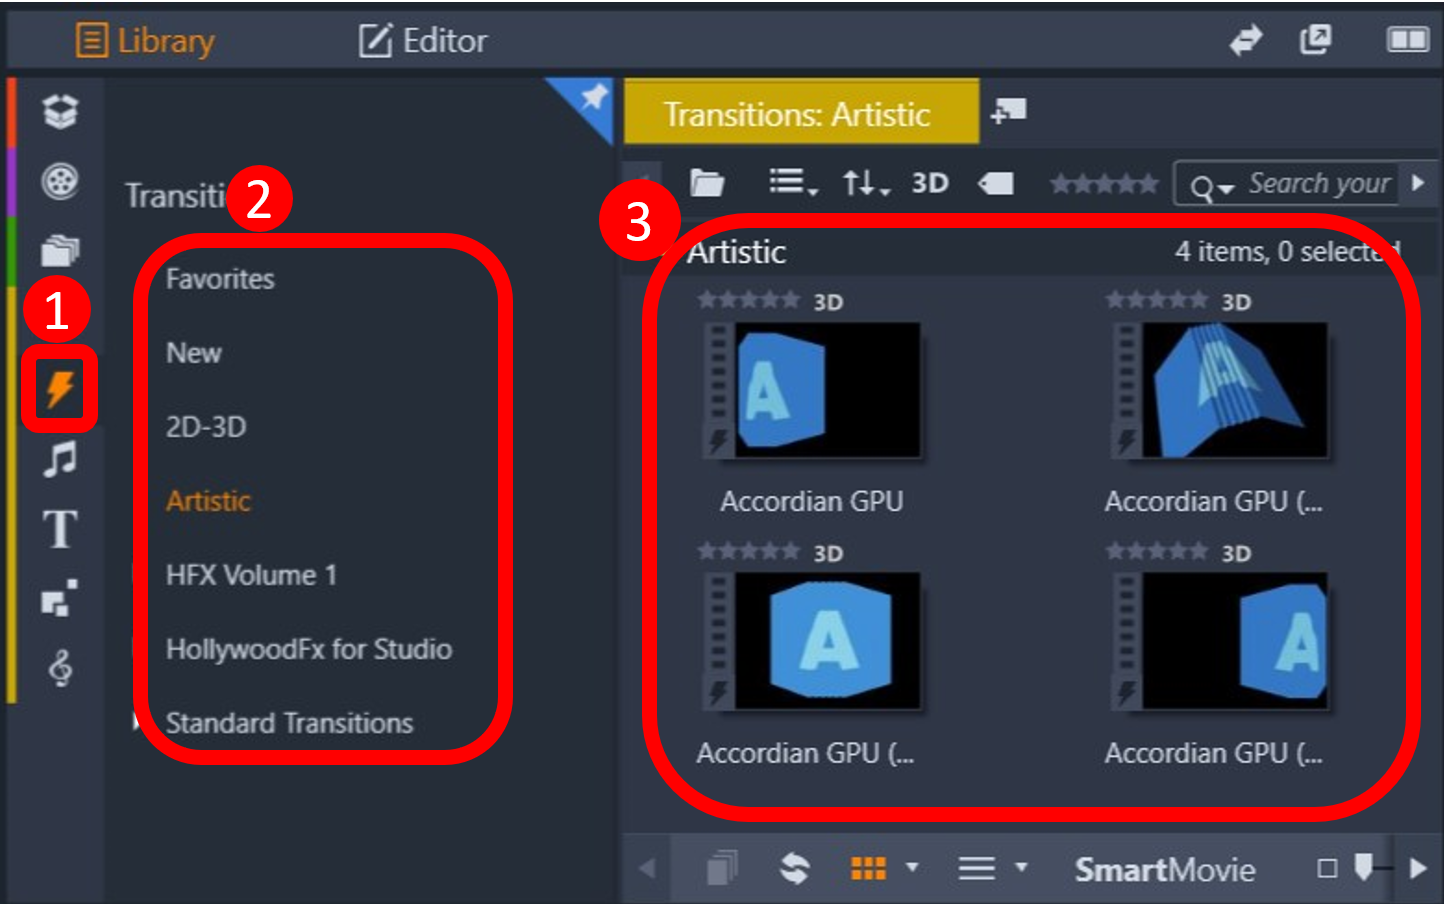 Library
Editor
Transitions: Artistic
3D
Search your
Transiti
2
3
1
Favorites
New
2D-3D
Artistic
HFX Volume 1
HollywoodFx for Studio
Standard Transitions
T
Artistic
4 items, 0 selected
3D
3D
A
A
Accordian GPU
Accordian GPU (...
3D
3D
A
A
Accordian GPU (...
Accordian GPU (...
SmartMovie